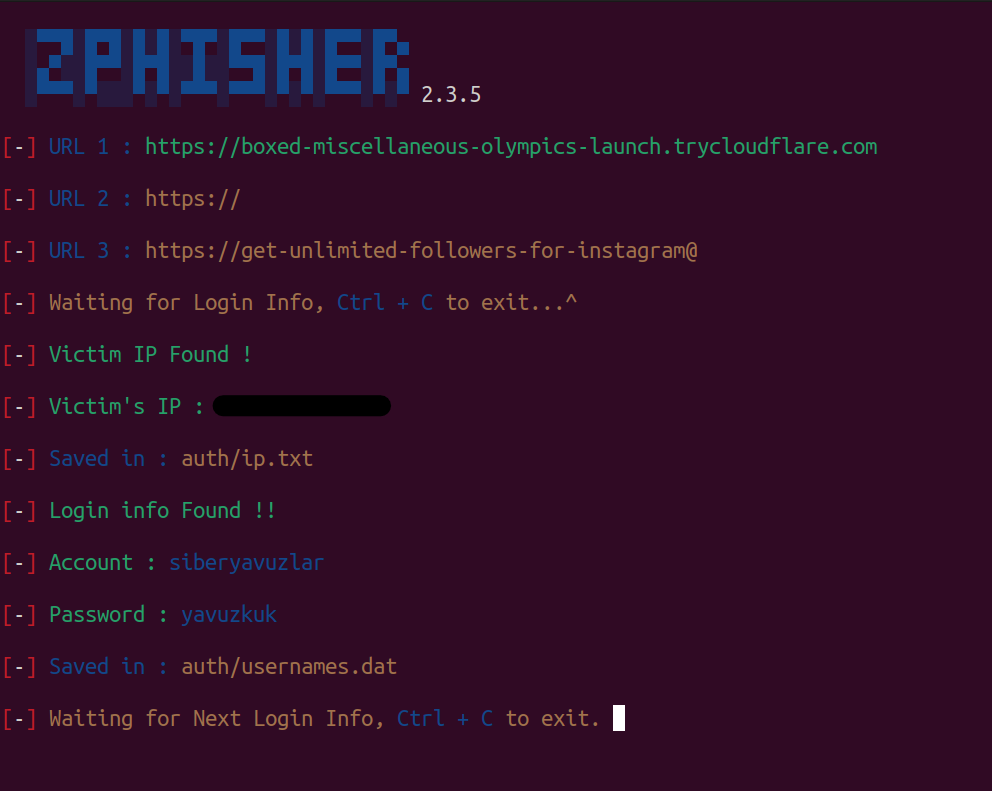 ZPHISHER 2.3.5
[-] URL 1 : https://boxed-miscellaneous-olympics-launch.trycloudflare.com
[-] URL 2 : https://
[-] URL 3 : https://get-unlimited-followers-for-instagram@
[-] Waiting for Login Info, Ctrl + C to exit...^
[-] Victim IP Found !
[-] Victim's IP :
[-] Saved in : auth/ip.txt
[-] Login info Found !!
[-] Account : siberyavuzlar
[-] Password : yavuzkuk
[-] Saved in : auth/usernames.dat
[-] Waiting for Next Login Info, Ctrl + C to exit.